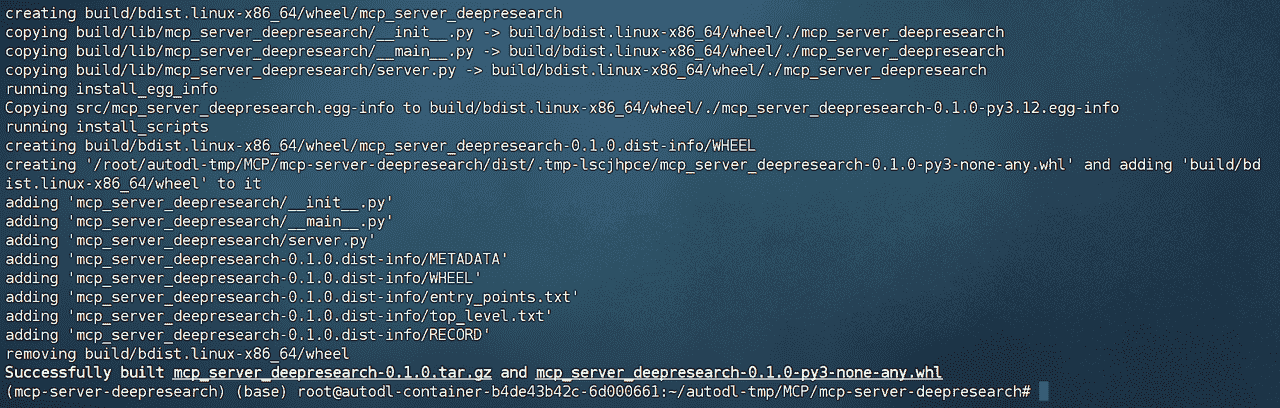 creating build/bdist.linux-x86_64/wheel/mcp_server_deepresearch
copying build/lib/mcp_server_deepresearch/__init__.py -> build/bdist.linux-x86_64/wheel/./mcp_server_deepresearch
copying build/lib/mcp_server_deepresearch/__main__.py -> build/bdist.linux-x86_64/wheel/./mcp_server_deepresearch
copying build/lib/mcp_server_deepresearch/server.py -> build/bdist.linux-x86_64/wheel/./mcp_server_deepresearch
running install_egg_info
Copying src/mcp_server_deepresearch.egg-info to build/bdist.linux-x86_64/wheel/./mcp_server_deepresearch-0.1.0-py3.12.egg-info
running install_scripts
creating build/bdist.linux-x86_64/wheel/mcp_server_deepresearch-0.1.0.dist-info/WHEEL
creating '/root/autodl-tmp/MCP/mcp-server-deepresearch/dist/.tmp-lscjhpce/mcp_server_deepresearch-0.1.0-py3-none-any.whl' and adding 'build/bd
ist.linux-x86_64/wheel' to it
adding 'mcp_server_deepresearch/__init__.py'
adding 'mcp_server_deepresearch/__main__.py'
adding 'mcp_server_deepresearch/server.py'
adding 'mcp_server_deepresearch-0.1.0.dist-info/METADATA'
adding 'mcp_server_deepresearch-0.1.0.dist-info/WHEEL'
adding 'mcp_server_deepresearch-0.1.0.dist-info/entry_points.txt'
adding 'mcp_server_deepresearch-0.1.0.dist-info/top_level.txt'
adding 'mcp_server_deepresearch-0.1.0.dist-info/RECORD'
removing build/bdist.linux-x86_64/wheel
Successfully built mcp_server_deepresearch-0.1.0.tar.gz and mcp_server_deepresearch-0.1.0-py3-none-any.whl
(mcp-server-deepresearch) (base) root@autodl-container-b4de43b42c-6d000661:~/autodl-tmp/MCP/mcp-server-deepresearch#